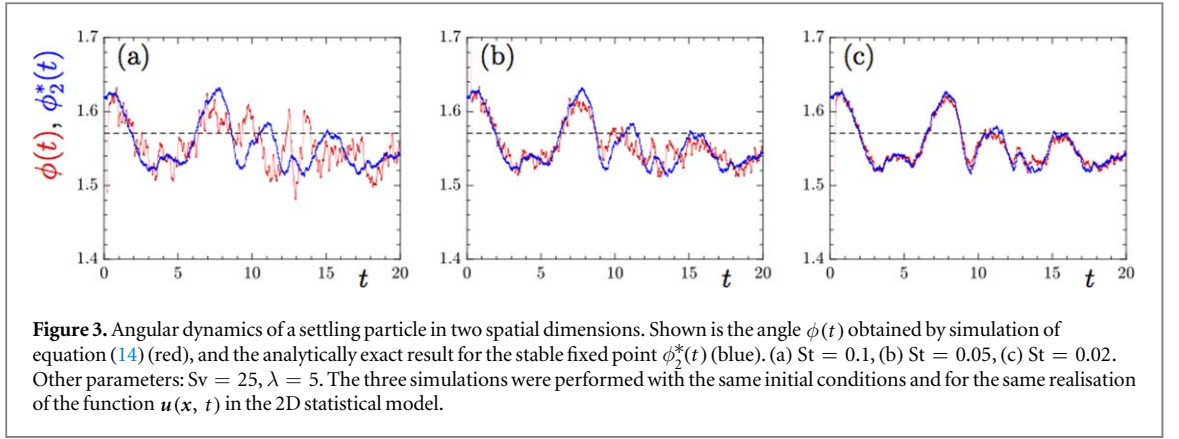 (a)
(b)
(c)
ϕ(t), ϕ₂*(t)
1.7
1.6
1.5
1.4
0 5 10 15 20
t
1.7
1.6
1.5
1.4
0 5 10 15 20
t
1.7
1.6
1.5
1.4
0 5 10 15 20
t
Figure 3. Angular dynamics of a settling particle in two spatial dimensions. Shown is the angle ϕ(t) obtained by simulation of
equation (14) (red), and the analytically exact result for the stable fixed point ϕ₂*(t) (blue). (a) St = 0.1, (b) St = 0.05, (c) St = 0.02.
Other parameters: Sv = 25, λ = 5. The three simulations were performed with the same initial conditions and for the same realisation
of the function u(x, t) in the 2D statistical model.